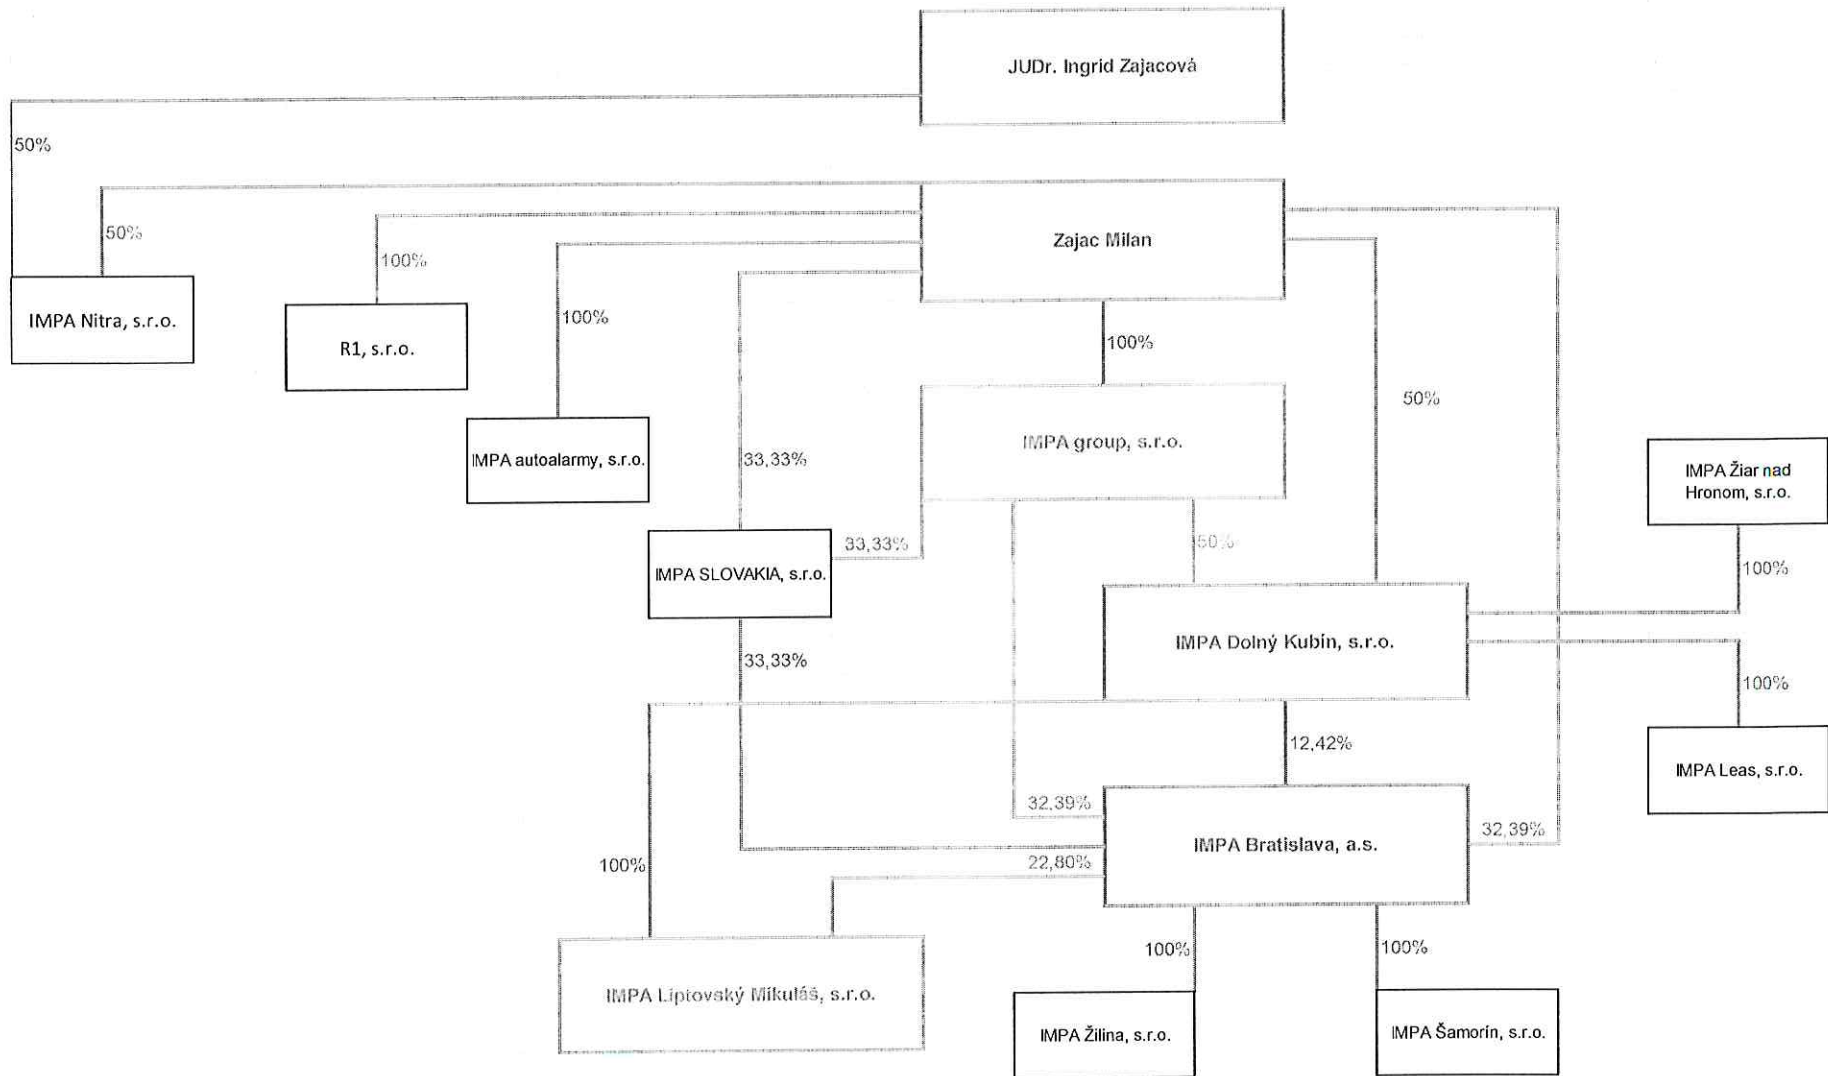 JUDr. Ingrid Zajacová
50%
50%
100%
Zajac Milan
IMPA Nitra, s.r.o.
R1, s.r.o.
100%
100%
50%
IMPA autoalarmy, s.r.o.
33,33%
IMPA group, s.r.o.
IMPA Žiar nad
Hronom, s.r.o.
33,33%
50%
IMPA SLOVAKIA, s.r.o.
100%
33,33%
IMPA Dolný Kubín, s.r.o.
100%
12,42%
IMPA Leas, s.r.o.
32,39%
32,39%
IMPA Bratislava, a.s.
100%
22,80%
100%
100%
IMPA Liptovský Mikuláš, s.r.o.
IMPA Žilina, s.r.o.
IMPA Šamorín, s.r.o.